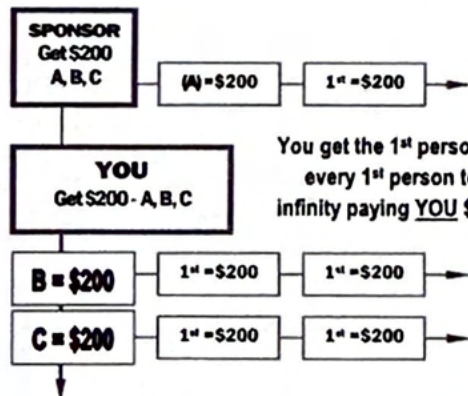 SPONSOR
Get $200
A, B, C
(A) = $200
1st = $200
You get the 1st
every 1st person
infinity paying YOU
YOU
Get $200 - A, B, C
B = $200
1st = $200
1st = $200
C = $200
1st = $200
1st = $200